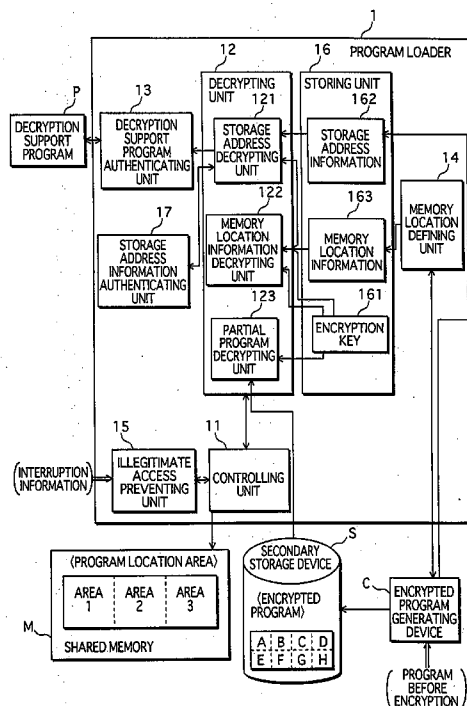 1
PROGRAM LOADER
12
DECRYPTING
UNIT
16
STORING UNIT
P
DECRYPTION
SUPPORT
PROGRAM
13
DECRYPTION
SUPPORT
PROGRAM
AUTHENTICATING
UNIT
121
STORAGE
ADDRESS
DECRYPTING
UNIT
162
STORAGE
ADDRESS
INFORMATION
14
MEMORY
LOCATION
DEFINING
UNIT
17
STORAGE
ADDRESS
INFORMATION
AUTHENTICATING
UNIT
122
MEMORY
LOCATION
INFORMATION
DECRYPTING
UNIT
163
MEMORY
LOCATION
INFORMATION
123
PARTIAL
PROGRAM
DECRYPTING
UNIT
161
ENCRYPTION
KEY
(INTERRUPTION
INFORMATION)
15
ILLEGITIMATE
ACCESS
PREVENTING
UNIT
11
CONTROLLING
UNIT
S
SECONDARY
STORAGE DEVICE
〈ENCRYPTED
PROGRAM〉
A B C D
E F G H
〈PROGRAM LOCATION AREA〉
AREA
1
AREA
2
AREA
3
M
SHARED MEMORY
C
ENCRYPTED
PROGRAM
GENERATING
DEVICE
(PROGRAM
BEFORE
ENCRYPTION)